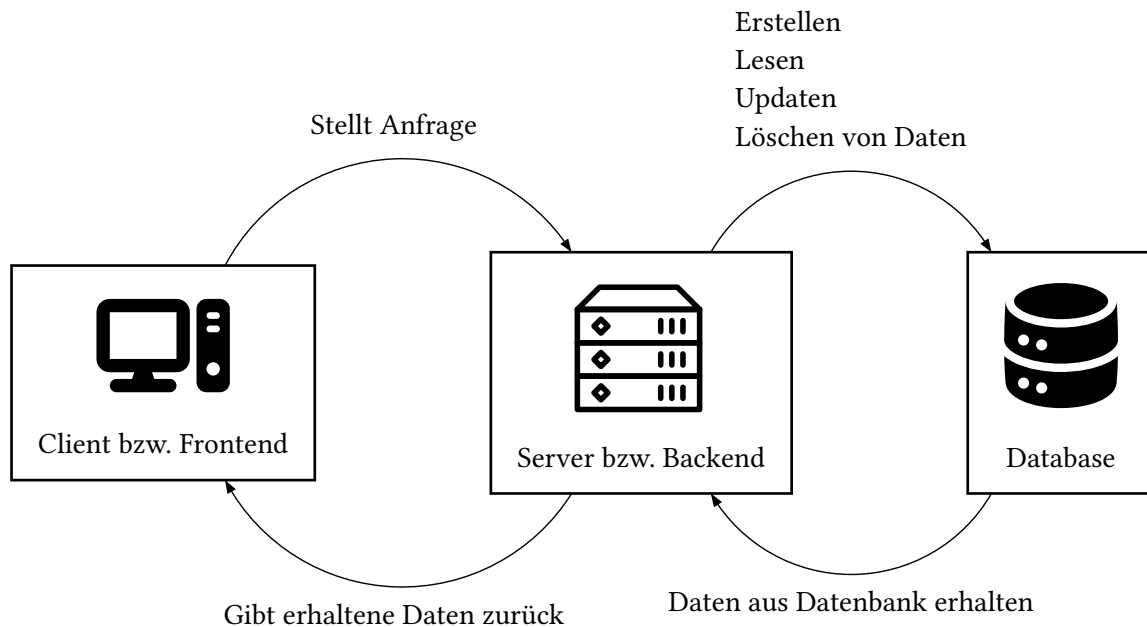 Erstellen
Lesen
Updaten
Löschen von Daten
Stellt Anfrage
Client bzw. Frontend
Server bzw. Backend
Database
Gibt erhaltene Daten zurück
Daten aus Datenbank erhalten